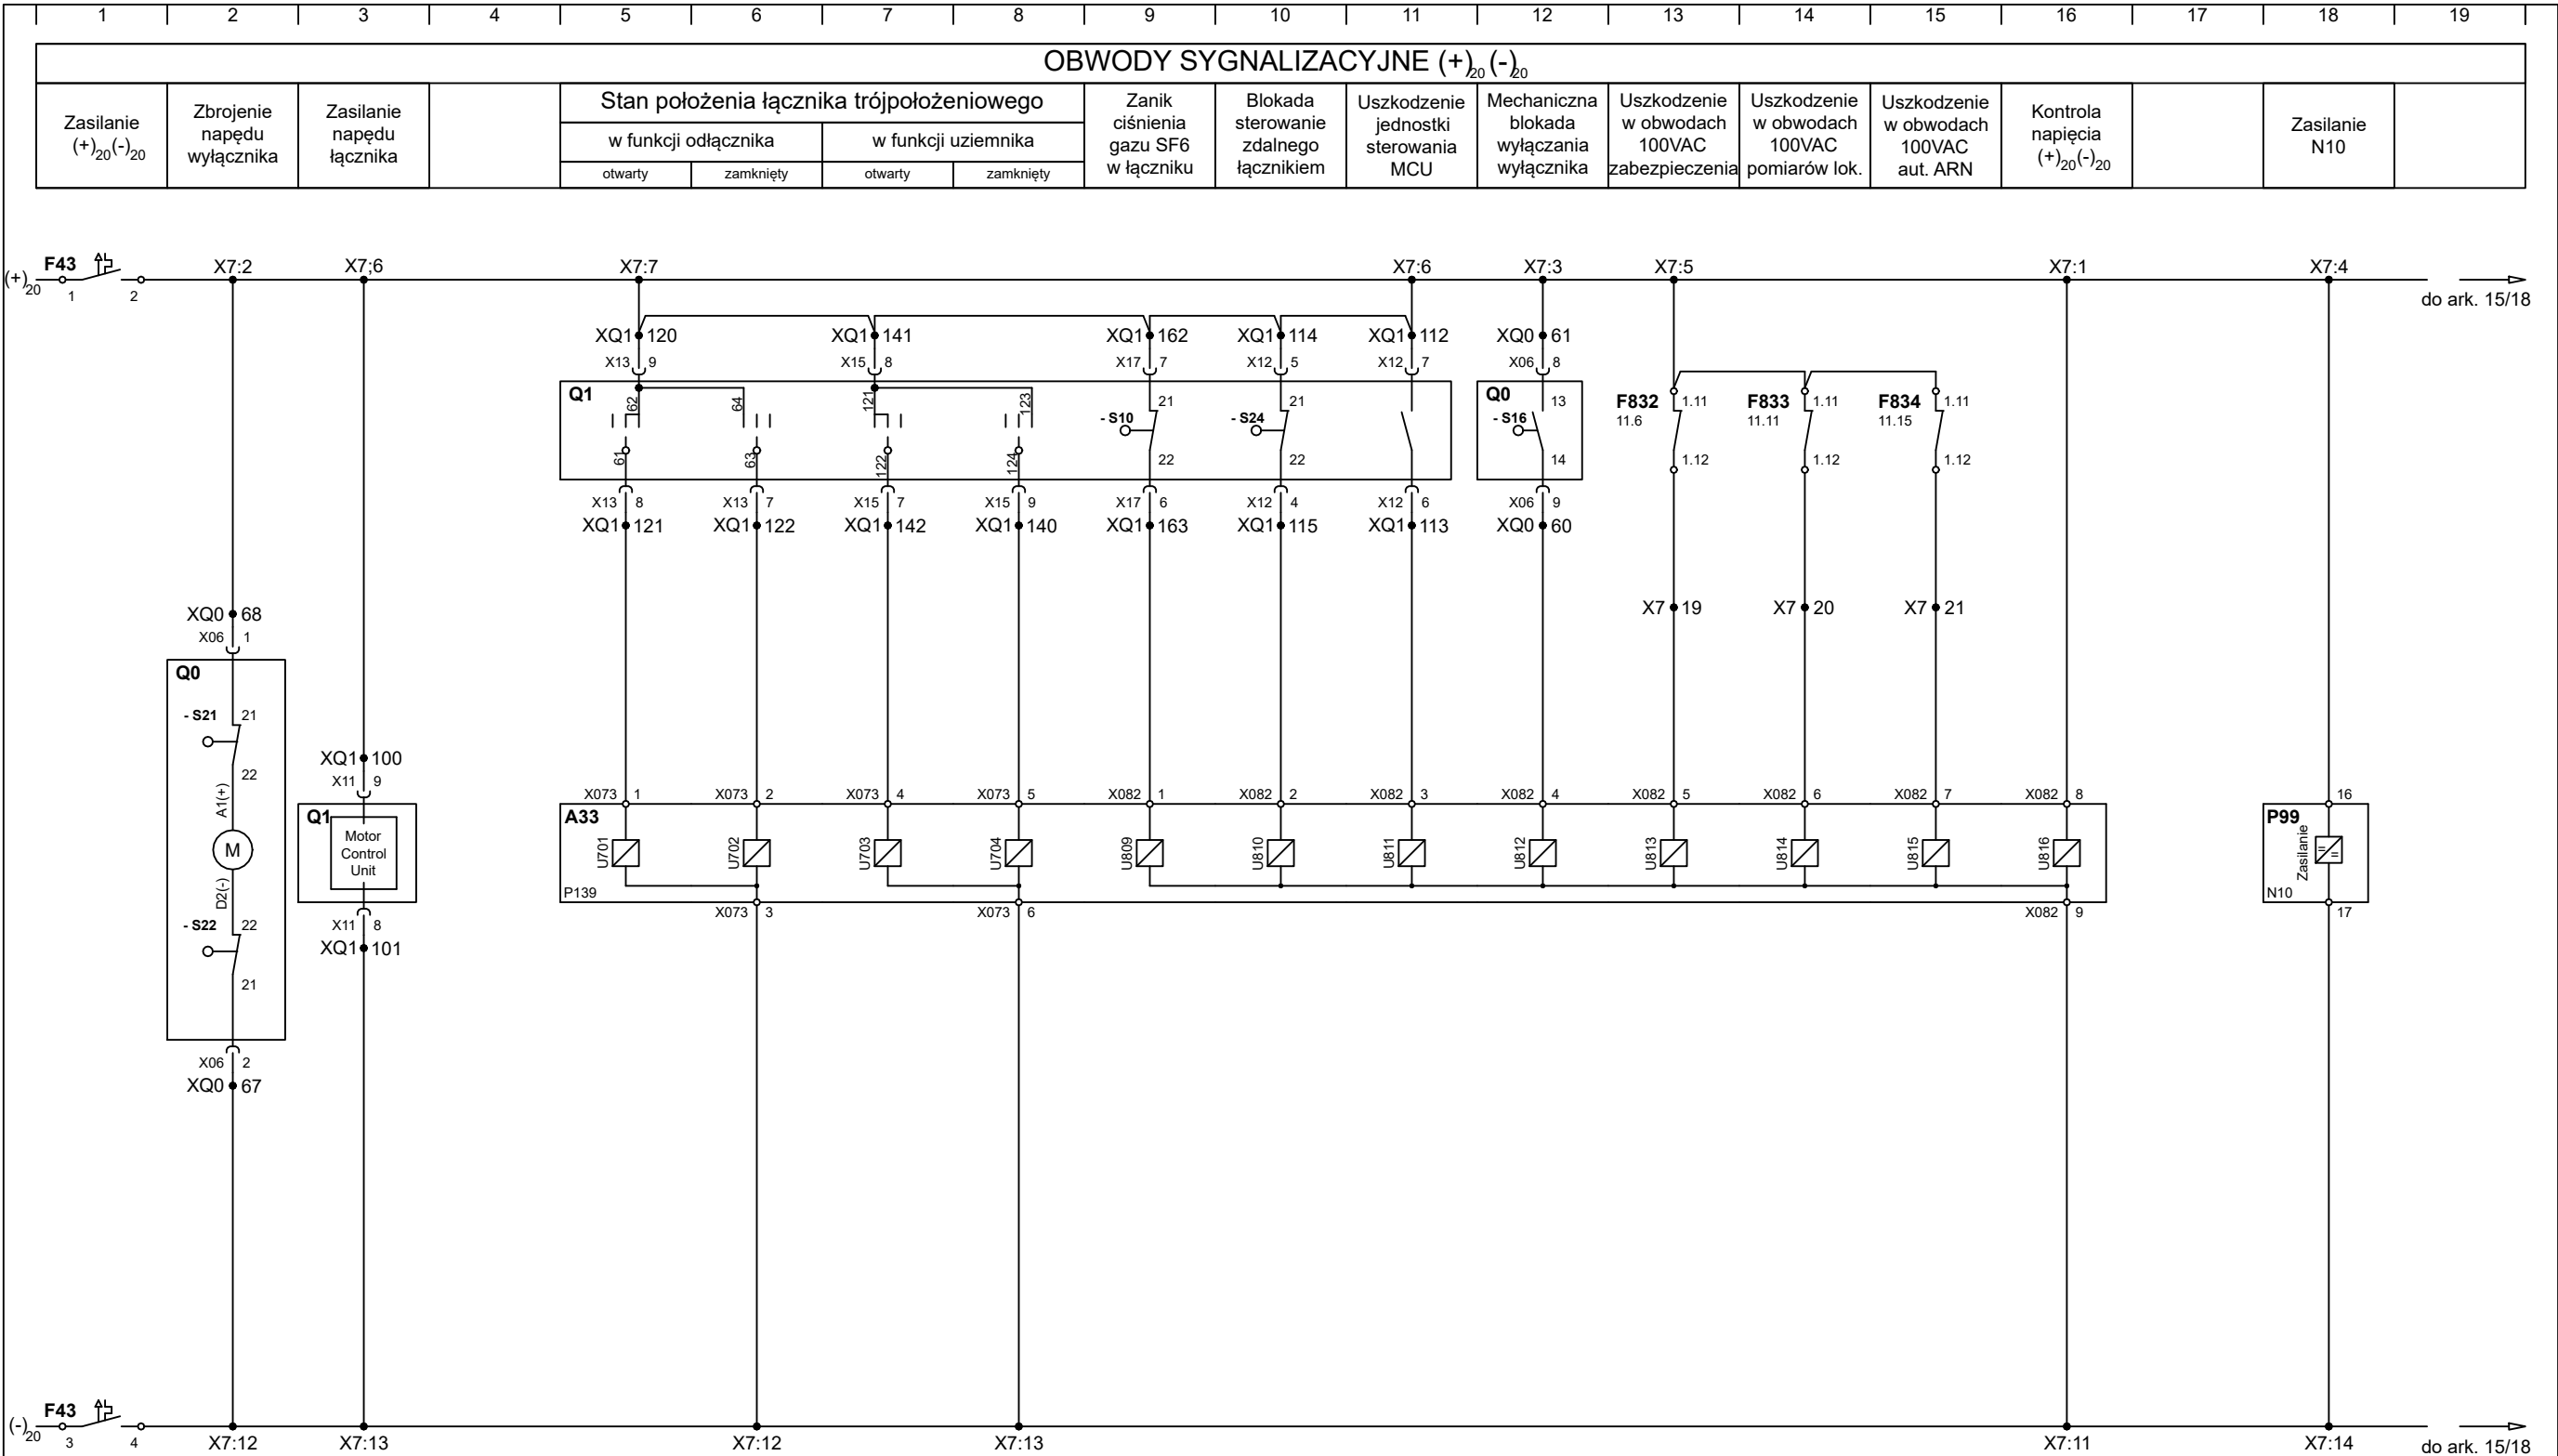 1 2 3 4 5 6 7 8 9 10 11 12 13 14 15 16 17 18 19
OBWODY SYGNALIZACYJNE (+)20 (-)20
Zasilanie
(+)20(-)20
Zbrojenie
napędu
wyłącznika
Zasilanie
napędu
łącznika
Stan położenia łącznika trójpołożeniowego
w funkcji odłącznika
w funkcji uziemnika
otwarty
zamknięty
otwarty
zamknięty
Zanik
ciśnienia
gazu SF6
w łączniku
Blokada
sterowanie
zdalnego
łącznikiem
Uszkodzenie
jednostki
sterowania
MCU
Mechaniczna
blokada
wyłączania
wyłącznika
Uszkodzenie
w obwodach
100VAC
zabezpieczenia
Uszkodzenie
w obwodach
100VAC
pomiarów lok.
Uszkodzenie
w obwodach
100VAC
aut. ARN
Kontrola
napięcia
(+)20(-)20
Zasilanie
N10
(+)20 F43 1 2 X7:2 X7;6 X7:7 X7:6 X7:3 X7:5 X7:1 X7:4
do ark. 15/18
XQ1 120 XQ1 141 XQ1 162 XQ1 114 XQ1 112 XQ0 61
X13 9 X15 8 X17 7 X12 5 X12 7 X06 8
Q1 62 64 121 123 - S10 21 - S24 21 Q0 - S16 13
F832 1.11 F833 1.11 F834 1.11
11.6 11.11 11.15
61 63 122 124 22 22 14 1.12 1.12 1.12
X13 8 X13 7 X15 7 X15 9 X17 6 X12 4 X12 6 X06 9
XQ1 121 XQ1 122 XQ1 142 XQ1 140 XQ1 163 XQ1 115 XQ1 113 XQ0 60
XQ0 68 X7 19 X7 20 X7 21
X06 1
Q0
- S21 21
22
A1(+)
M
D2(-)
- S22 22
21
X06 2
XQ0 67
XQ1 100
X11 9
Q1
Motor
Control
Unit
X11 8
XQ1 101
X073 1 X073 2 X073 4 X073 5 X082 1 X082 2 X082 3 X082 4 X082 5 X082 6 X082 7 X082 8 16
A33
U701 U702 U703 U704 U809 U810 U811 U812 U813 U814 U815 U816
P139
X073 3 X073 6 X082 9
P99
Zasilanie
N10
17
(-)20 F43 3 4 X7:12 X7:13 X7:12 X7:13 X7:11 X7:14
do ark. 15/18